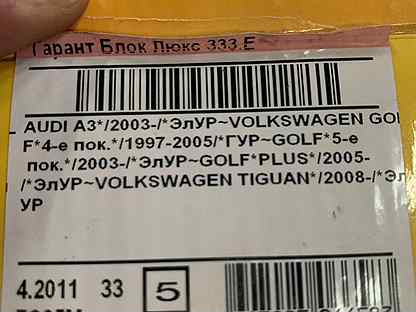 Гарант Блок Люкс 333.E
AUDI A3*/2003-/*ЭлУР~VOLKSWAGEN GOL
F*4-е пок.*/1997-2005/*ГУР~GOLF*5-е
пок.*/2003-/*ЭлУР~GOLF*PLUS*/2005-
/*ЭлУР~VOLKSWAGEN TIGUAN*/2008-/*Эл
УР
4.2011 33 5